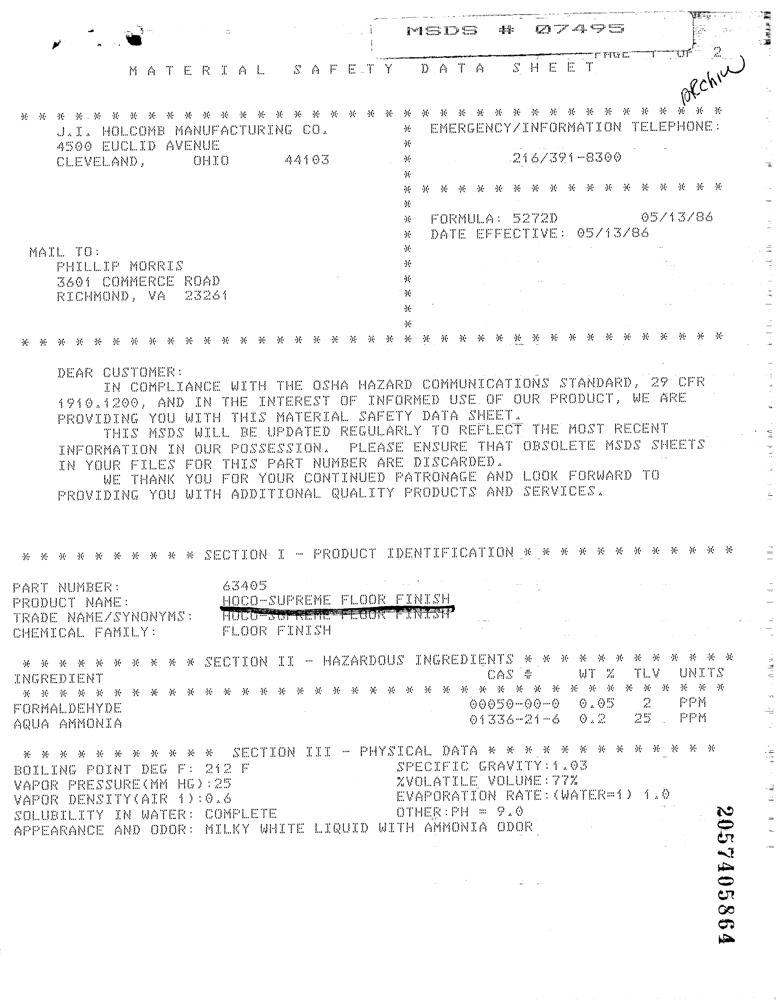 MSDS # 07495
PAGE 1 OF 2
MATERIAL SAFETY DATA SHEET
ARchiv
* * * * * * * * * * * * * * * * * * * * * * * * * * * * * * * * * * * * * * *
J.I. HOLCOMB MANUFACTURING CO. * EMERGENCY/INFORMATION TELEPHONE:
4500 EUCLID AVENUE *
CLEVELAND, OHIO 44103 * 216/391-8300
*
* * * * * * * * * * * * * * * * * *
*
* FORMULA: 5272D 05/13/86
* DATE EFFECTIVE: 05/13/86
MAIL TO: *
PHILLIP MORRIS *
3601 COMMERCE ROAD *
RICHMOND, VA 23261 *
*
*
* * * * * * * * * * * * * * * * * * * * * * * * * * * * * * * * * * * * * * *
DEAR CUSTOMER:
IN COMPLIANCE WITH THE OSHA HAZARD COMMUNICATIONS STANDARD, 29 CFR
1910.1200, AND IN THE INTEREST OF INFORMED USE OF OUR PRODUCT, WE ARE
PROVIDING YOU WITH THIS MATERIAL SAFETY DATA SHEET.
THIS MSDS WILL BE UPDATED REGULARLY TO REFLECT THE MOST RECENT
INFORMATION IN OUR POSSESSION. PLEASE ENSURE THAT OBSOLETE MSDS SHEETS
IN YOUR FILES FOR THIS PART NUMBER ARE DISCARDED.
WE THANK YOU FOR YOUR CONTINUED PATRONAGE AND LOOK FORWARD TO
PROVIDING YOU WITH ADDITIONAL QUALITY PRODUCTS AND SERVICES.
* * * * * * * * * * SECTION I - PRODUCT IDENTIFICATION * * * * * * * * * * * *
PART NUMBER: 63405
PRODUCT NAME: HOCO-SUPREME FLOOR FINISH
TRADE NAME/SYNONYMS: HOCO-SUPREME FLOOR FINISH
CHEMICAL FAMILY: FLOOR FINISH
* * * * * * * * * * SECTION II - HAZARDOUS INGREDIENTS * * * * * * * * * * * *
INGREDIENT CAS # WT % TLV UNITS
* * * * * * * * * * * * * * * * * * * * * * * * * * * * * * * * * * * * * * *
FORMALDEHYDE 00050-00-0 0.05 2 PPM
AQUA AMMONIA 01336-21-6 0.2 25 PPM
* * * * * * * * * * * SECTION III - PHYSICAL DATA * * * * * * * * * * * * *
BOILING POINT DEG F: 212 F SPECIFIC GRAVITY:1.03
VAPOR PRESSURE(MM HG):25 %VOLATILE VOLUME:77%
VAPOR DENSITY(AIR 1):0.6 EVAPORATION RATE:(WATER=1) 1.0
SOLUBILITY IN WATER: COMPLETE OTHER:PH = 9.0
APPEARANCE AND ODOR: MILKY WHITE LIQUID WITH AMMONIA ODOR
2057405864